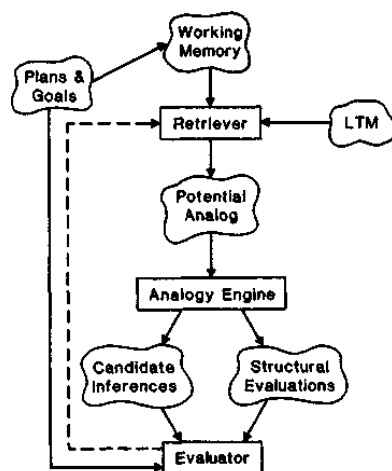 Working
Memory
Plans &
Goals
Retriever
LTM
Potential
Analog
Analogy Engine
Candidate
Inferences
Structural
Evaluations
Evaluator